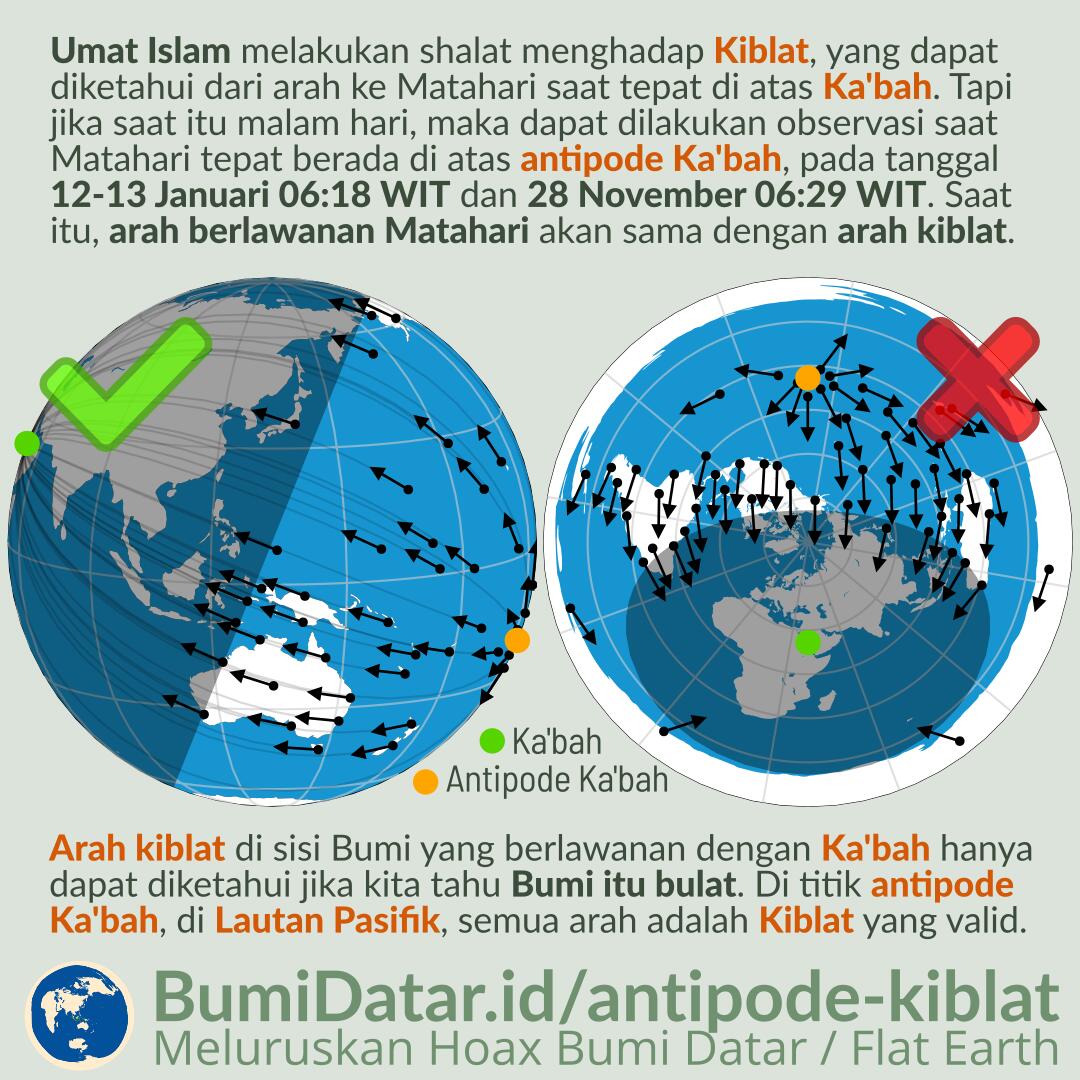 Umat Islam melakukan shalat menghadap Kiblat, yang dapat
diketahui dari arah ke Matahari saat tepat di atas Ka'bah. Tapi
jika saat itu malam hari, maka dapat dilakukan observasi saat
Matahari tepat berada di atas antipode Ka'bah, pada tanggal
12-13 Januari 06:18 WIT dan 28 November 06:29 WIT. Saat
itu, arah berlawanan Matahari akan sama dengan arah kiblat.
Ka'bah
Antipode Ka'bah
Arah kiblat di sisi Bumi yang berlawanan dengan Ka'bah hanya
dapat diketahui jika kita tahu Bumi itu bulat. Di titik antipode
Ka'bah, di Lautan Pasifik, semua arah adalah Kiblat yang valid.
BumiDatar.id/antipode-kiblat
Meluruskan Hoax Bumi Datar / Flat Earth